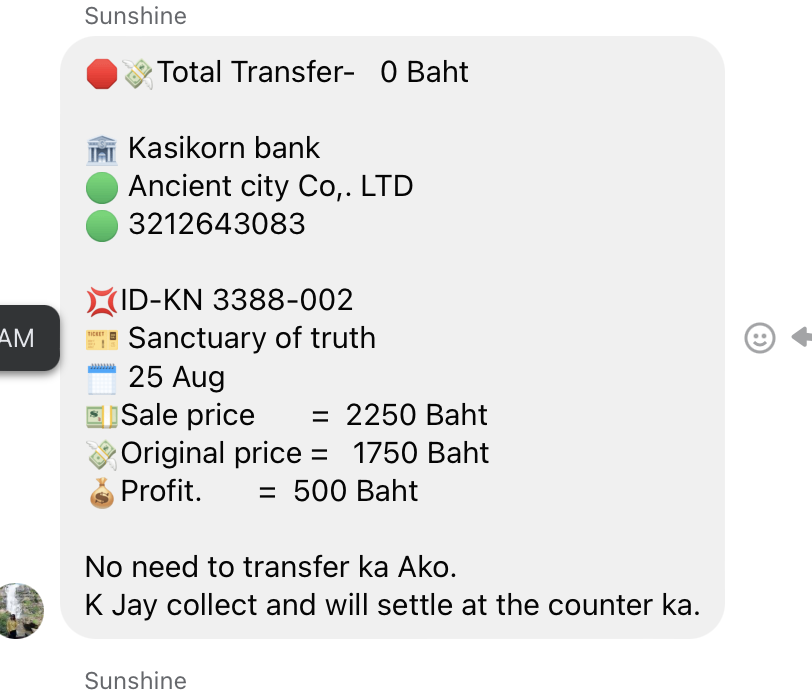 Sunshine
🛑💸Total Transfer- 0 Baht
🏦 Kasikorn bank
🟢 Ancient city Co,. LTD
🟢 3212643083
💢ID-KN 3388-002
🎫 Sanctuary of truth
🗓️ 25 Aug
💵Sale price = 2250 Baht
💸Original price = 1750 Baht
💰Profit. = 500 Baht
No need to transfer ka Ako.
K Jay collect and will settle at the counter ka.
AM
Sunshine